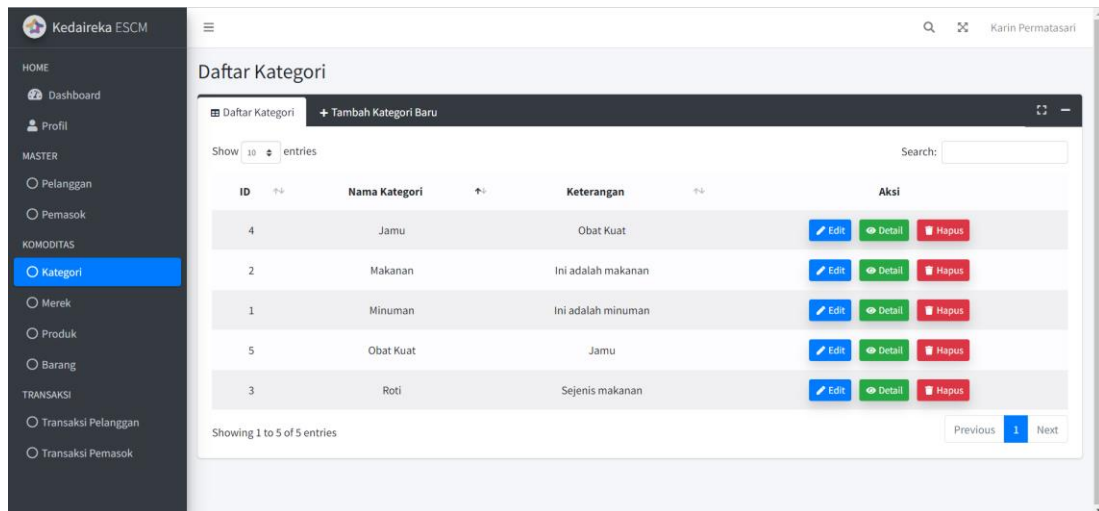 Kedaireka ESCM
Karin Permatasari
HOME
Dashboard
Profil
MASTER
Pelanggan
Pemasok
KOMODITAS
Kategori
Merek
Produk
Barang
TRANSAKSI
Transaksi Pelanggan
Transaksi Pemasok
Daftar Kategori
Daftar Kategori + Tambah Kategori Baru
Show 10 entries Search:
ID Nama Kategori Keterangan Aksi
4 Jamu Obat Kuat Edit Detail Hapus
2 Makanan Ini adalah makanan Edit Detail Hapus
1 Minuman Ini adalah minuman Edit Detail Hapus
5 Obat Kuat Jamu Edit Detail Hapus
3 Roti Sejenis makanan Edit Detail Hapus
Showing 1 to 5 of 5 entries Previous 1 Next